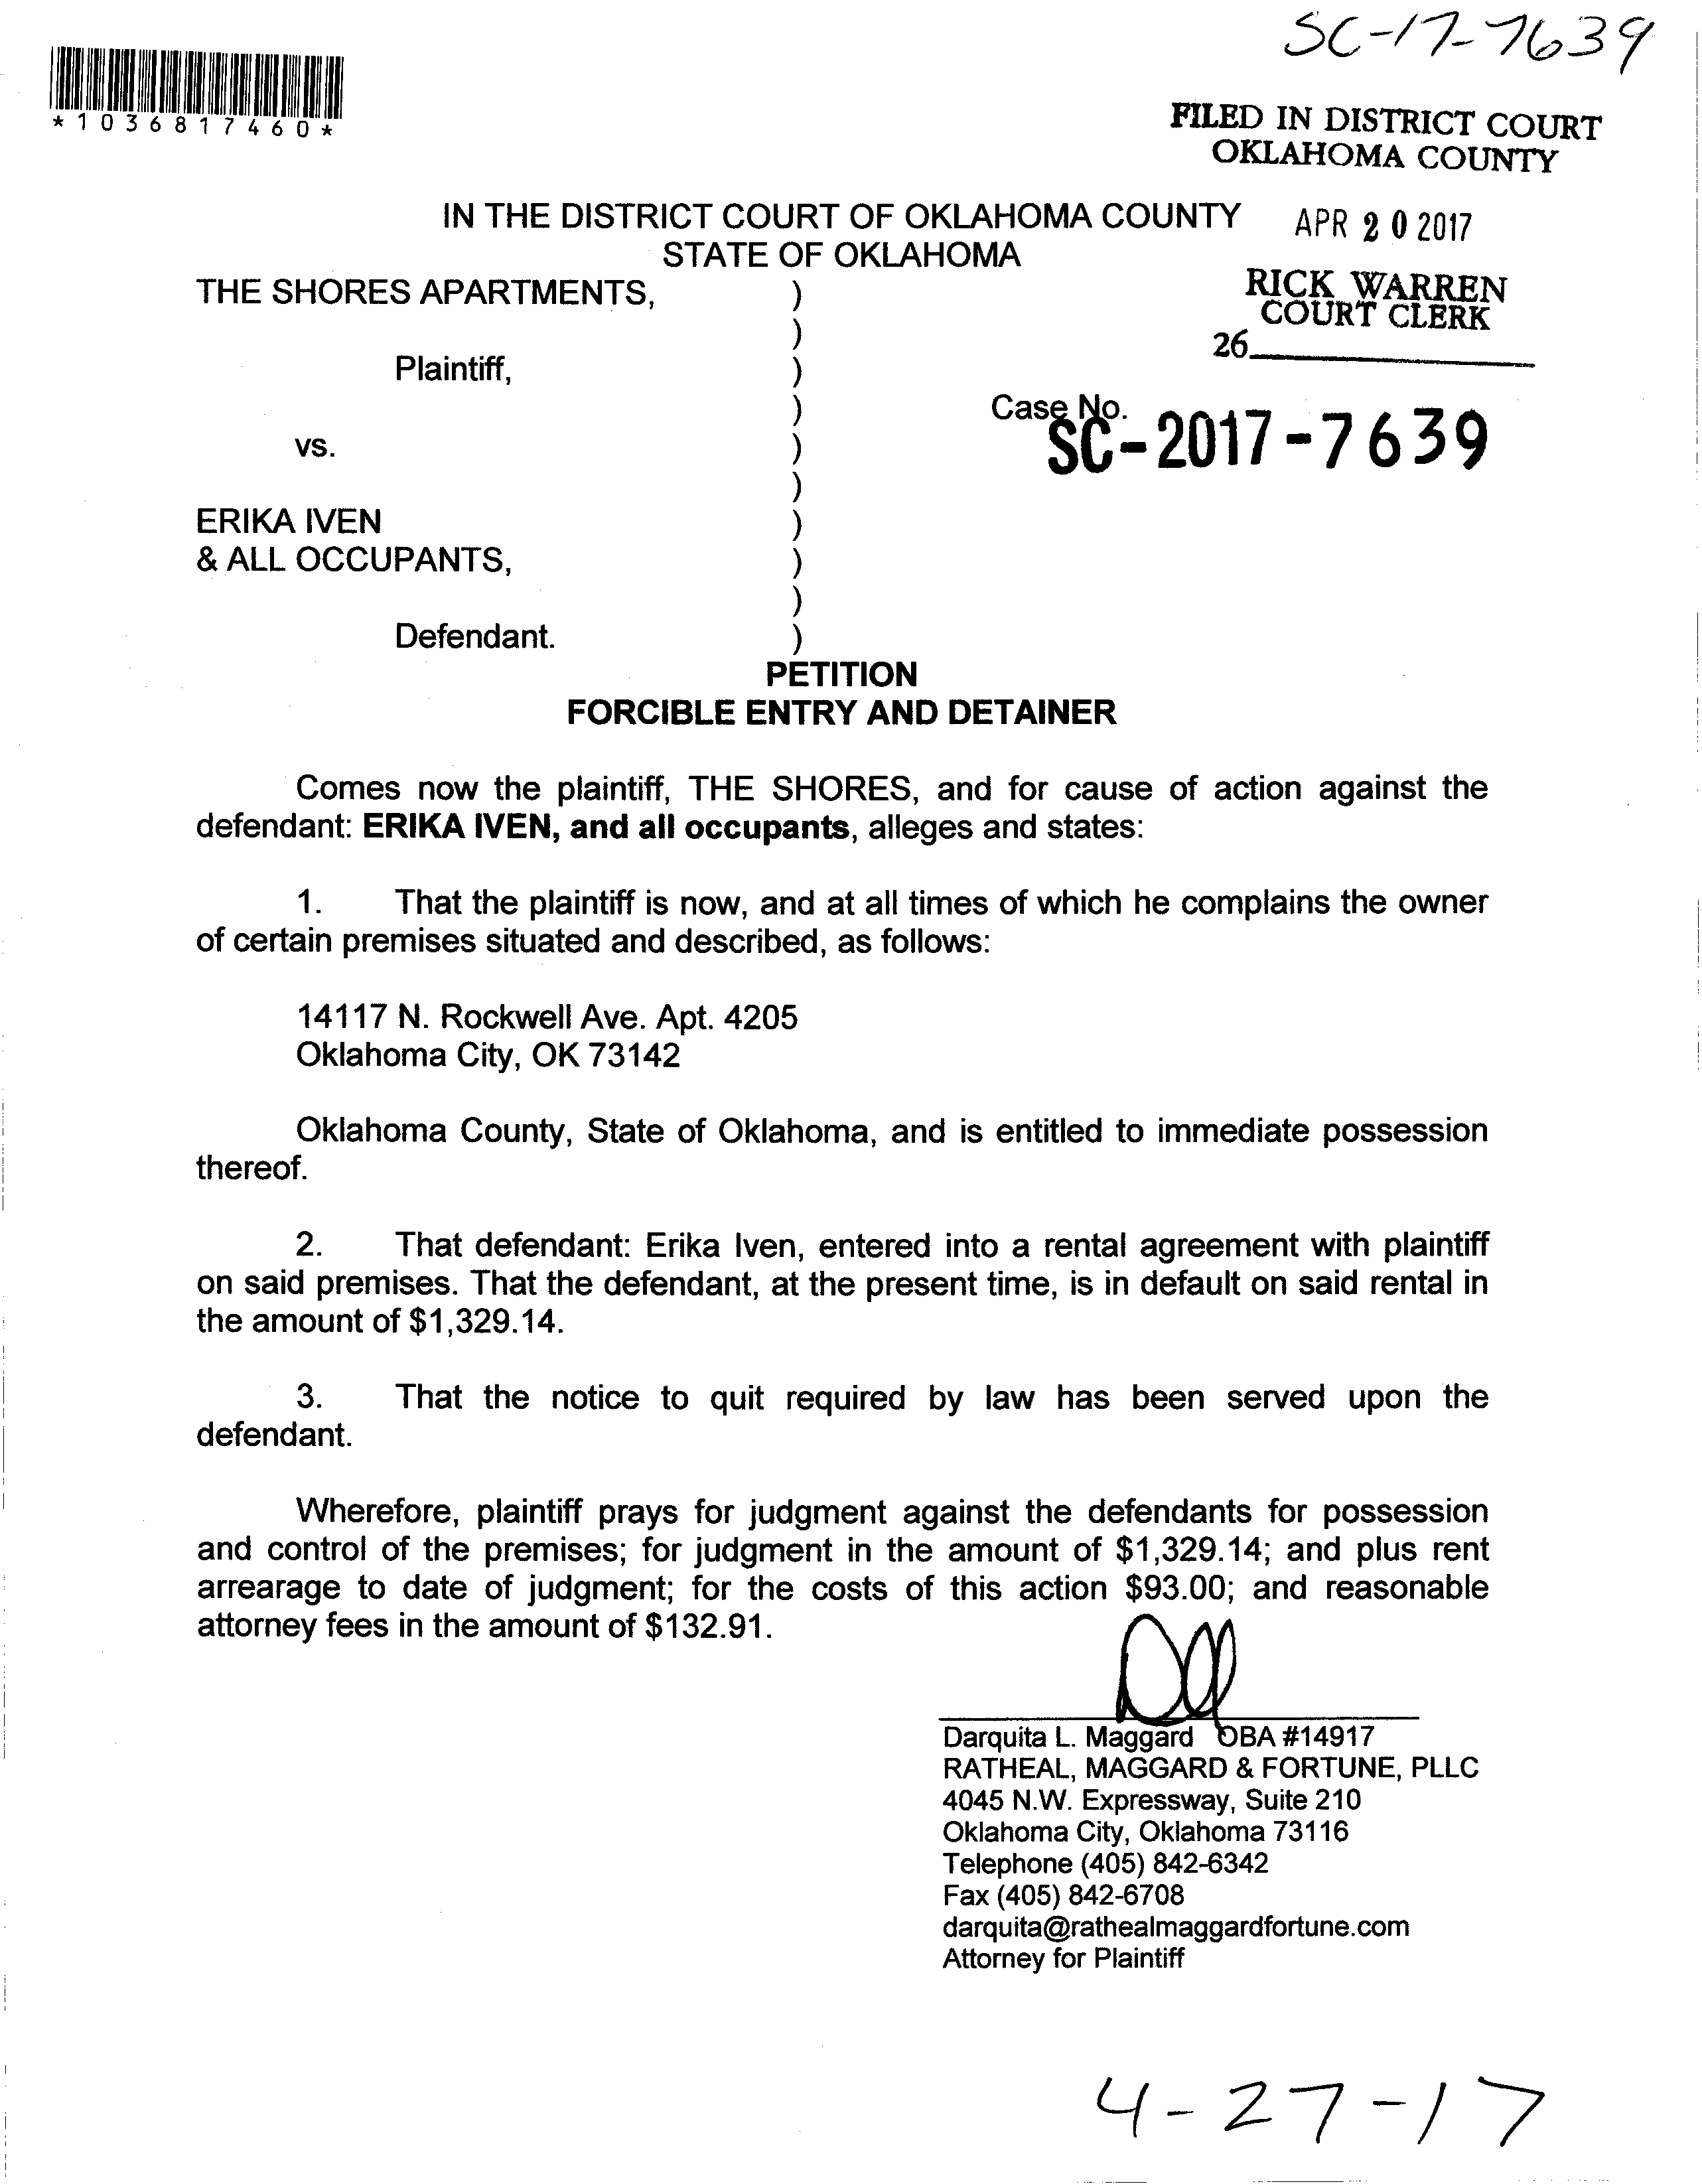 SC-17-7639
*1036817460*
FILED IN DISTRICT COURT
OKLAHOMA COUNTY
IN THE DISTRICT COURT OF OKLAHOMA COUNTY
APR 20 2017
STATE OF OKLAHOMA
THE SHORES APARTMENTS, )
RICK WARREN
COURT CLERK
)
26
Plaintiff, )
)
Case No.
SC-2017-7639
vs. )
)
ERIKA IVEN )
& ALL OCCUPANTS, )
)
Defendant. )
PETITION
FORCIBLE ENTRY AND DETAINER
Comes now the plaintiff, THE SHORES, and for cause of action against the
defendant: ERIKA IVEN, and all occupants, alleges and states:
1. That the plaintiff is now, and at all times of which he complains the owner
of certain premises situated and described, as follows:
14117 N. Rockwell Ave. Apt. 4205
Oklahoma City, OK 73142
Oklahoma County, State of Oklahoma, and is entitled to immediate possession
thereof.
2. That defendant: Erika Iven, entered into a rental agreement with plaintiff
on said premises. That the defendant, at the present time, is in default on said rental in
the amount of $1,329.14.
3. That the notice to quit required by law has been served upon the
defendant.
Wherefore, plaintiff prays for judgment against the defendants for possession
and control of the premises; for judgment in the amount of $1,329.14; and plus rent
arrearage to date of judgment; for the costs of this action $93.00; and reasonable
attorney fees in the amount of $132.91.
Darquita L. Maggard OBA #14917
RATHEAL, MAGGARD & FORTUNE, PLLC
4045 N.W. Expressway, Suite 210
Oklahoma City, Oklahoma 73116
Telephone (405) 842-6342
Fax (405) 842-6708
darquita@rathealmaggardfortune.com
Attorney for Plaintiff
4-27-17